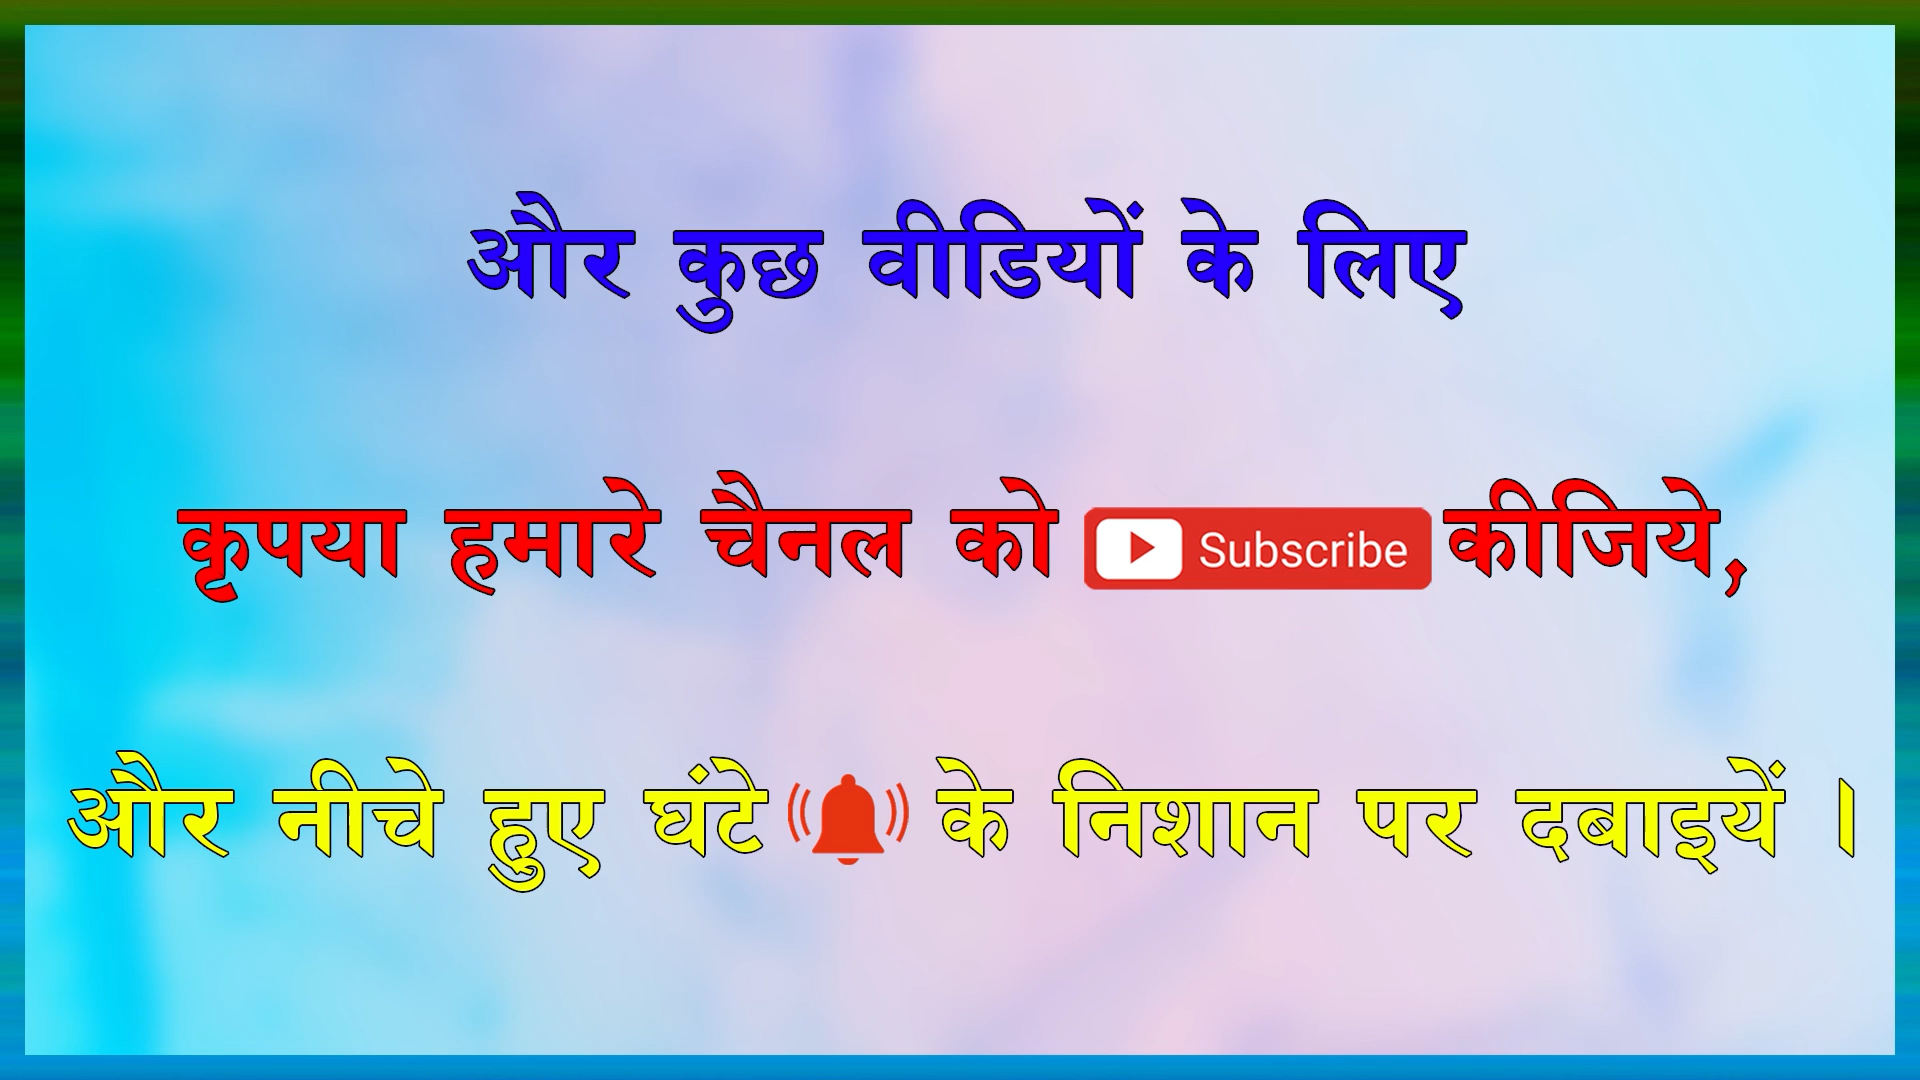 और कुछ वीडियों के लिए
कृपया हमारे चैनल को Subscribe कीजिये,
और नीचे हुए घंटे के निशान पर दबाइयें ।